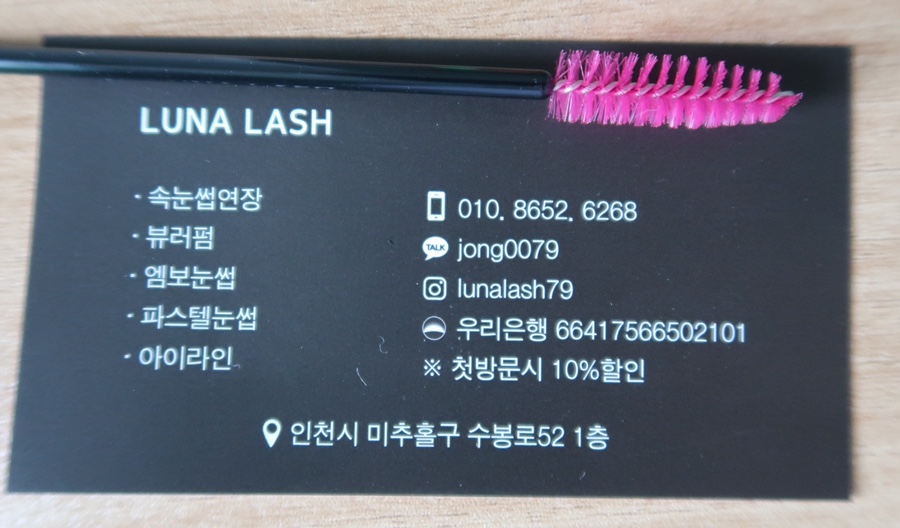 LUNA LASH
- 속눈썹연장
- 뷰러펌
- 엠보눈썹
- 파스텔눈썹
- 아이라인
010. 8652. 6268
TALK jong0079
lunalash79
우리은행 66417566502101
※ 첫방문시 10%할인
인천시 미추홀구 수봉로52 1층